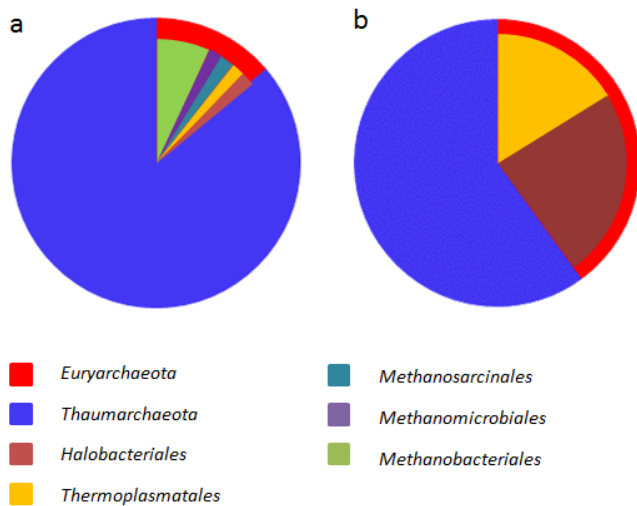 a
b
Euryarchaeota
Thaumarchaeota
Halobacteriales
Thermoplasmatales
Methanosarcinales
Methanomicrobiales
Methanobacteriales